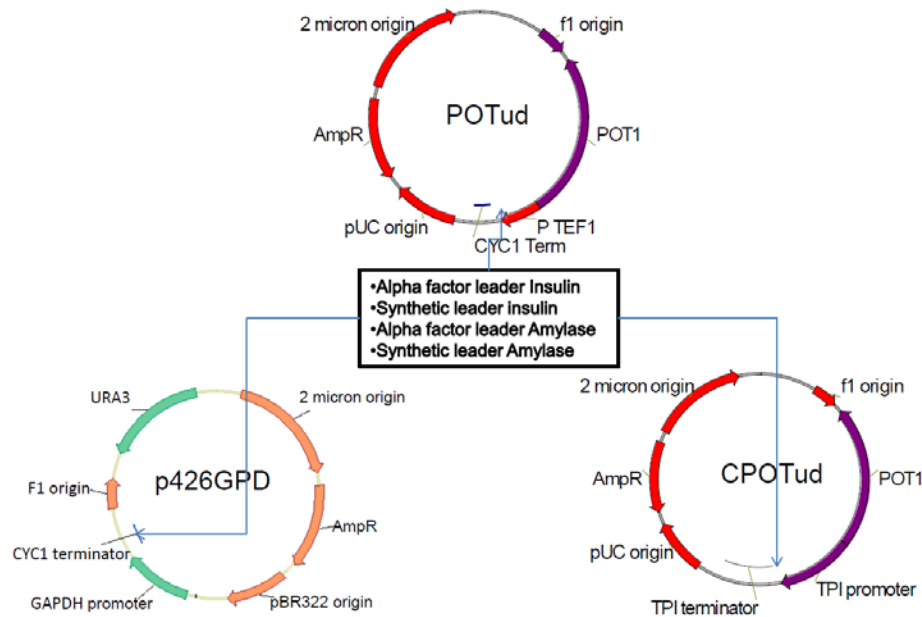 2 micron origin
f1 origin
POTud
AmpR
POT1
pUC origin
P TEF1
CYC1 Term
•Alpha factor leader Insulin
•Synthetic leader insulin
•Alpha factor leader Amylase
•Synthetic leader Amylase
URA3
2 micron origin
F1 origin
p426GPD
CYC1 terminator
AmpR
GAPDH promoter
pBR322 origin
2 micron origin
f1 origin
AmpR
CPOTud
POT1
pUC origin
TPI terminator
TPI promoter